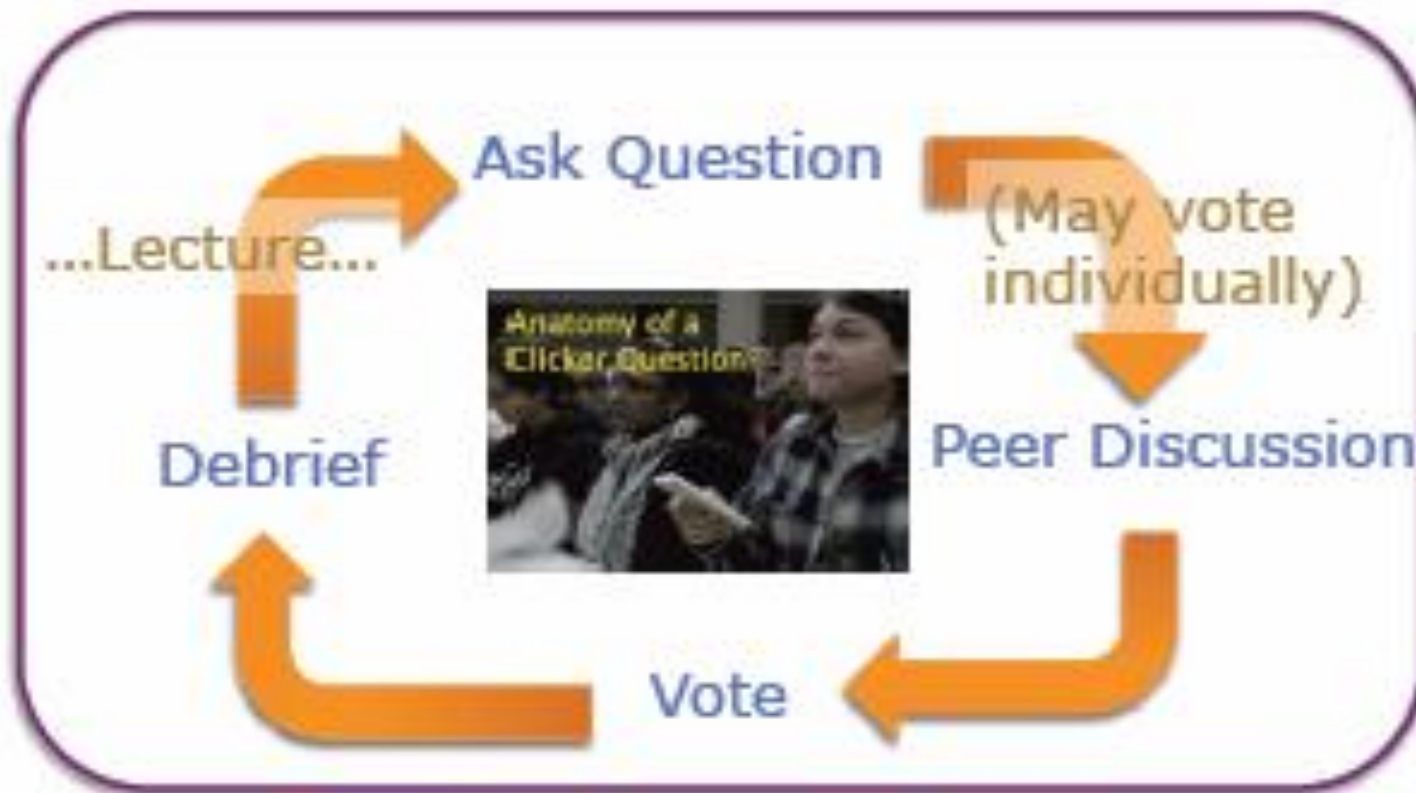 Ask Question
(May vote
individually)
...Lecture...
Anatomy of a
Clicker Question
Debrief
Peer Discussion
Vote